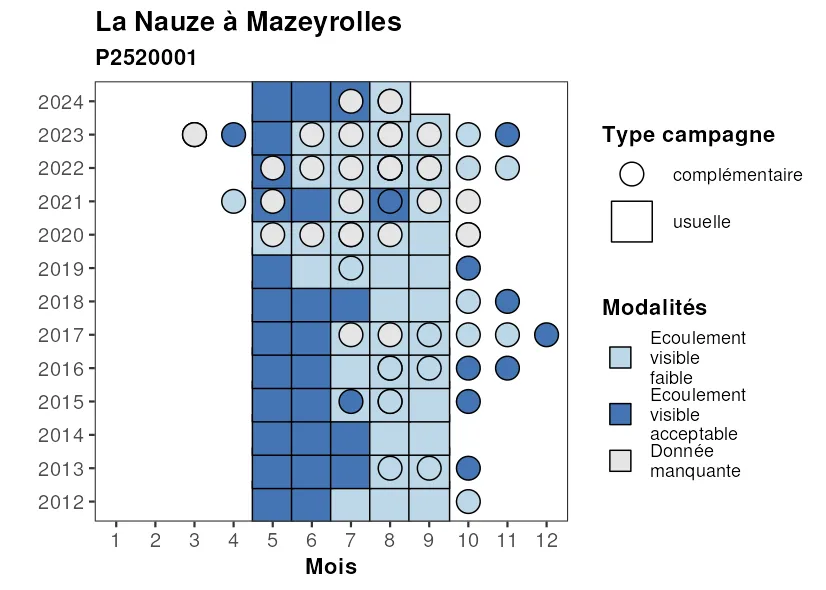 La Nauze à Mazeyrolles
P2520001
2024
2023
2022
2021
2020
2019
2018
2017
2016
2015
2014
2013
2012
1 2 3 4 5 6 7 8 9 10 11 12
Mois
Type campagne
complémentaire
usuelle
Modalités
Ecoulement
visible
faible
Ecoulement
visible
acceptable
Donnée
manquante